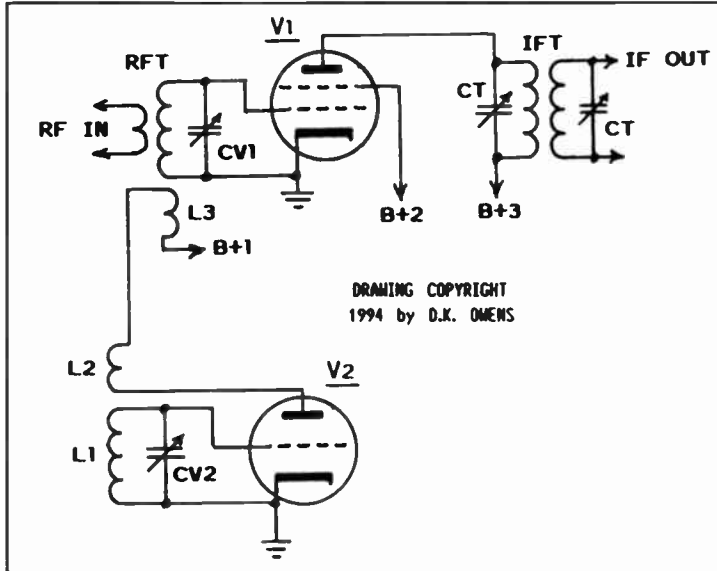 V1
RFT
IFT
IF OUT
CT
RF IN
CV1
CT
B+2
B+3
L3
B+1
DRAWING COPYRIGHT
1994 by D.K. OWENS
L2
V2
L1
CV2